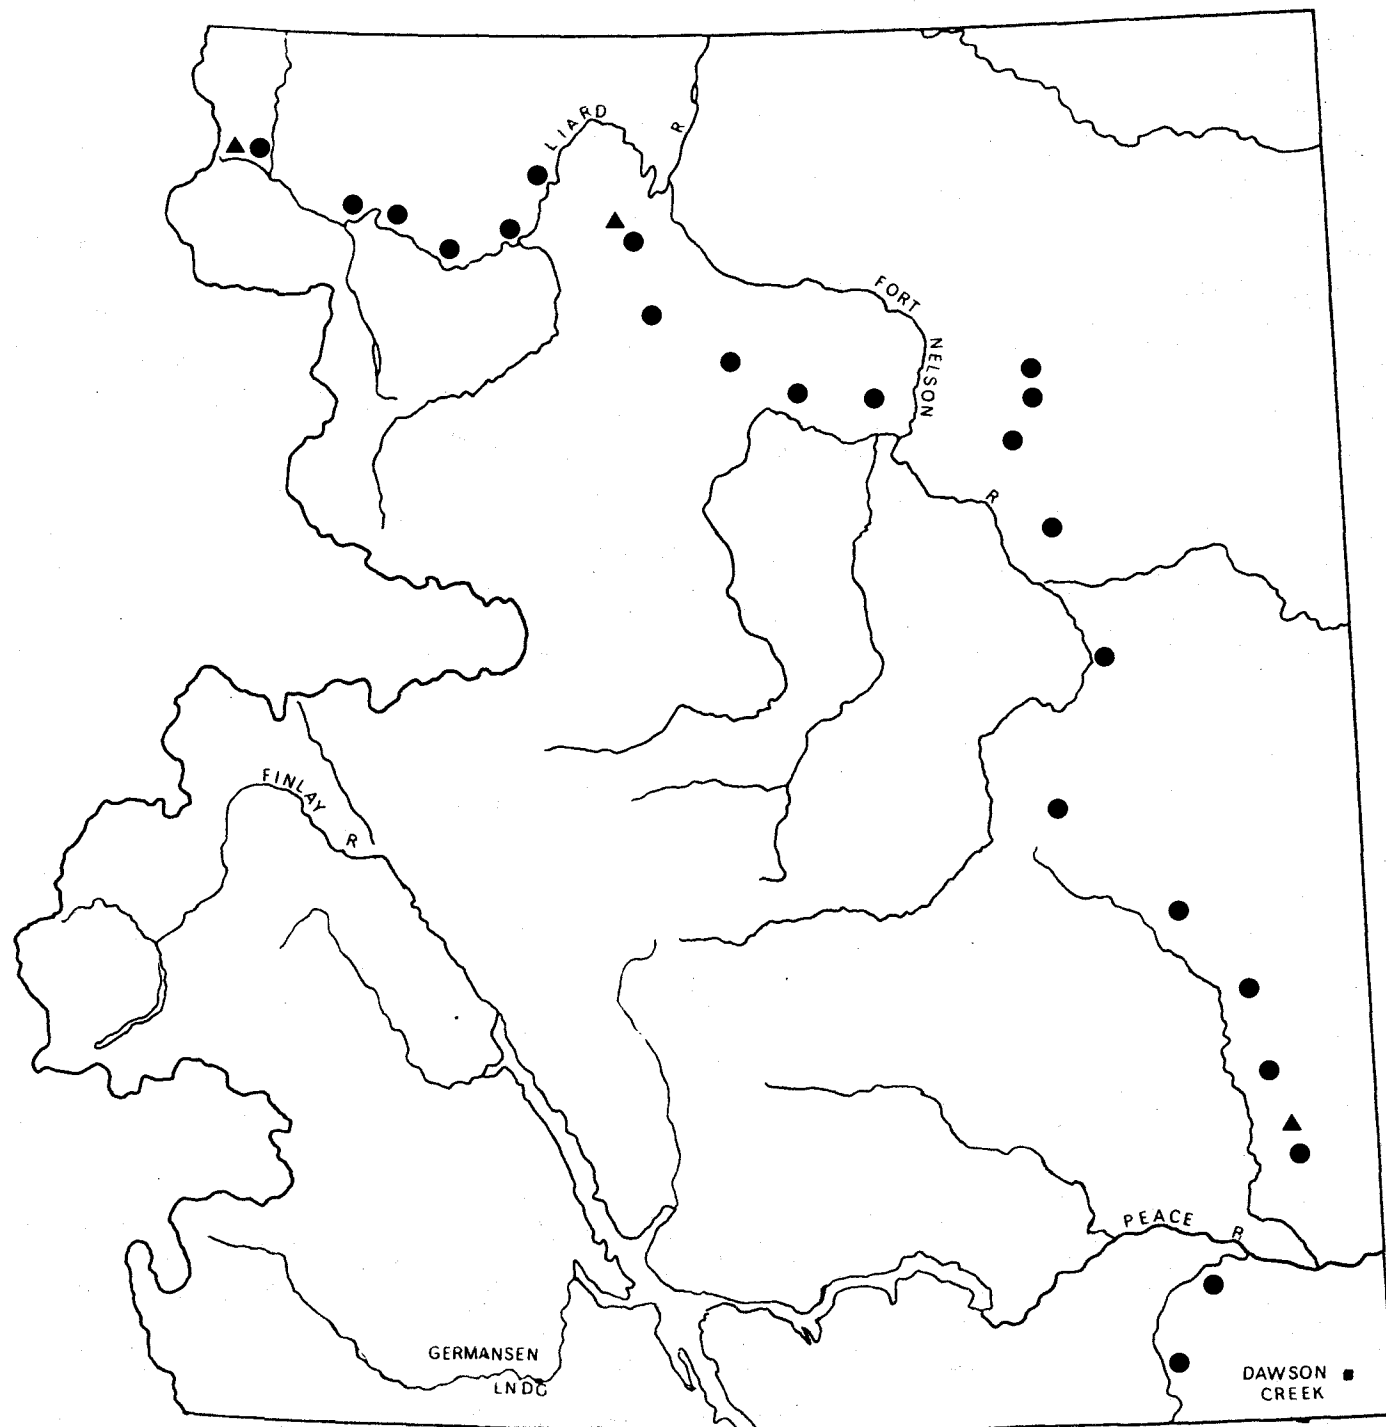 LIARD
R
FORT
NELSON
R
FINLAY
R
PEACE
R
GERMANSEN
LNDG
DAWSON
CREEK